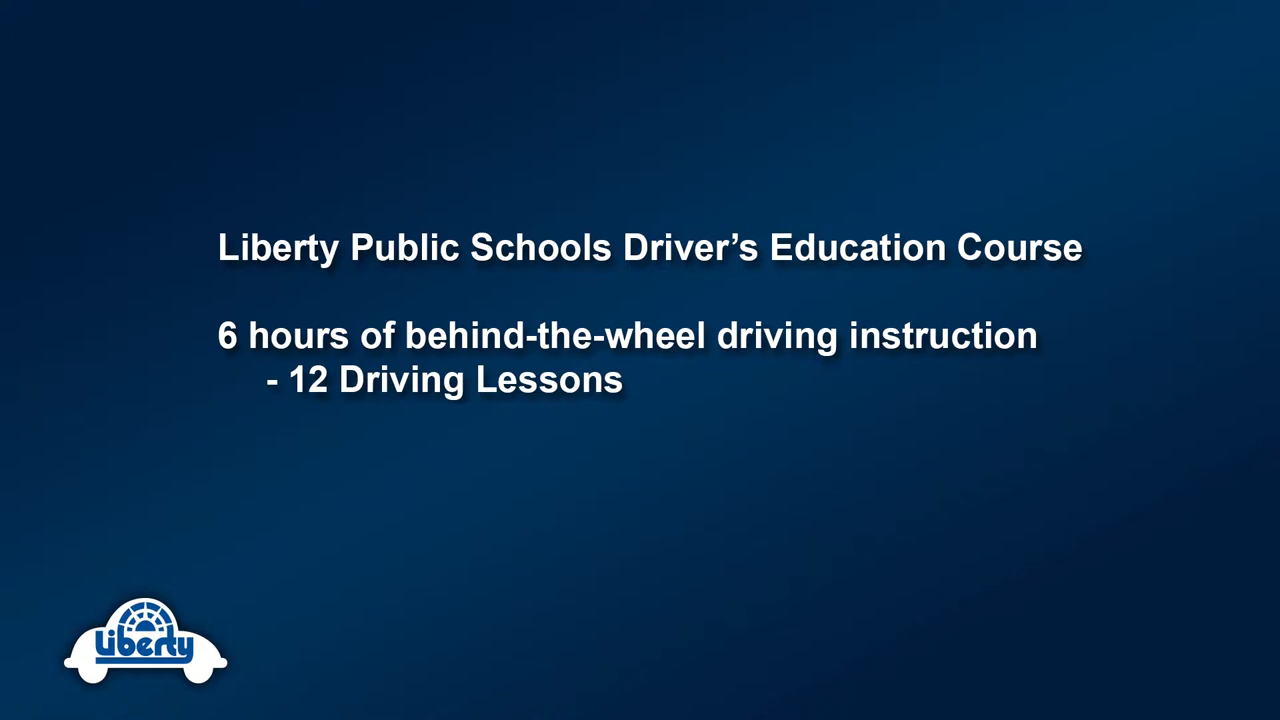 Liberty Public Schools Driver’s Education Course
6 hours of behind-the-wheel driving instruction
- 12 Driving Lessons
Liberty